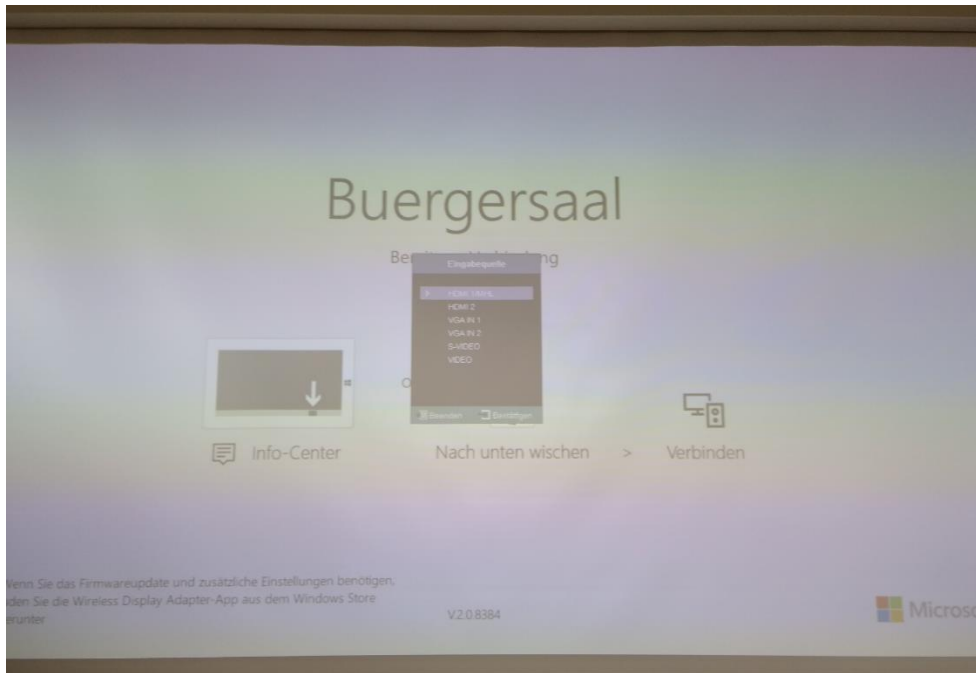 Buergersaal
Eingabequelle
HDMI 1/MHL
HDMI 2
VGA IN 1
VGA IN 2
S-VIDEO
VIDEO
Beenden Bestätigen
Info-Center Nach unten wischen > Verbinden
Wenn Sie das Firmwareupdate und zusätzliche Einstellungen benötigen,
den Sie die Wireless Display Adapter-App aus dem Windows Store
erunter
V.2.0.8384
Microso